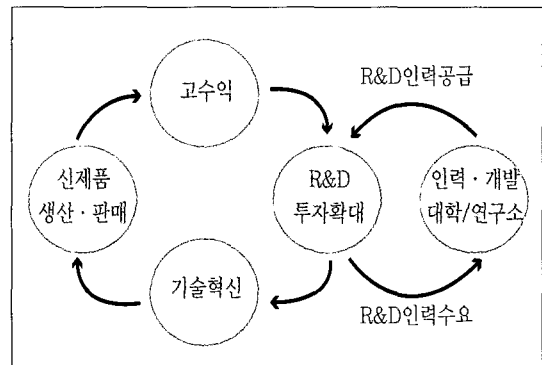 고수익
R&D인력공급
신제품
생산·판매
R&D
투자확대
인력·개발
대학/연구소
기술혁신
R&D인력수요